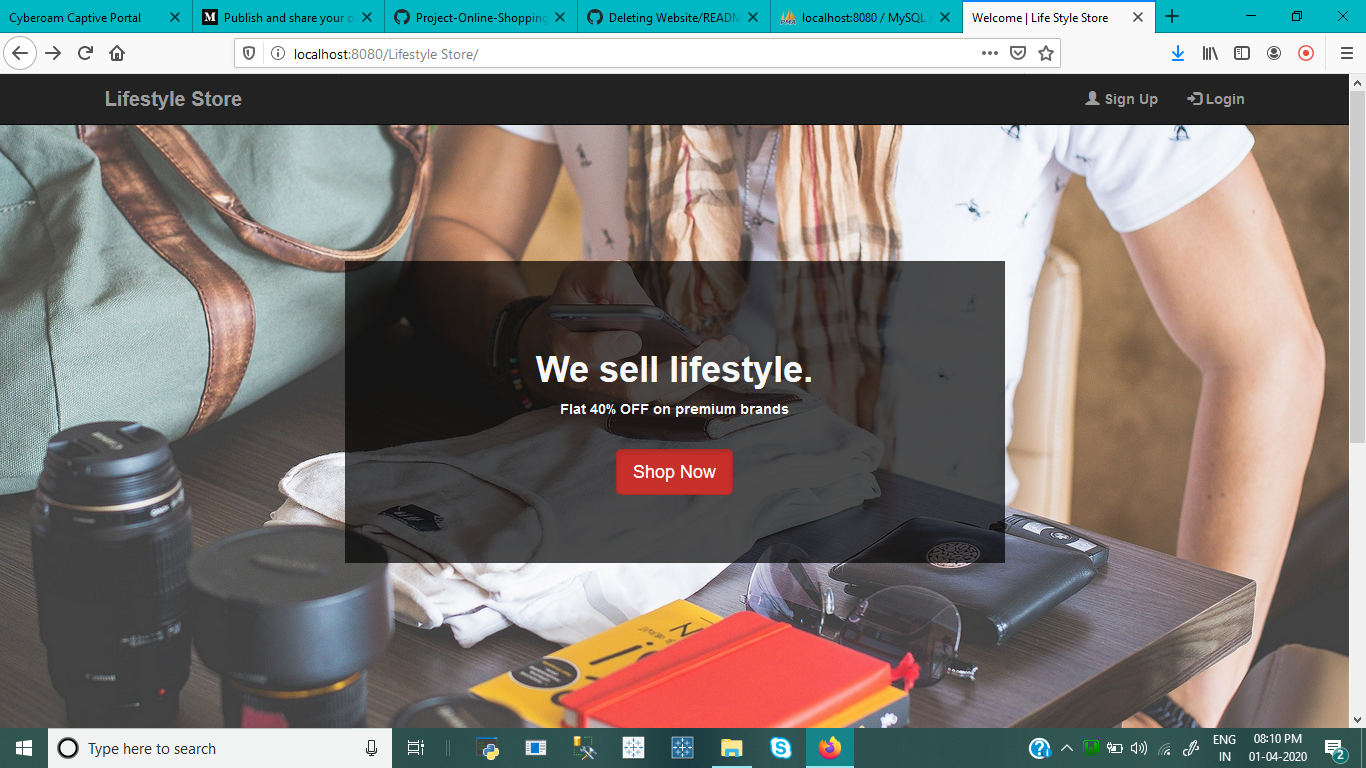 Cyberoam Captive Portal
Publish and share your o
Project-Online-Shopping
Deleting Website/READM
localhost:8080 / MySQL /
Welcome | Life Style Store
localhost:8080/Lifestyle Store/
Lifestyle Store
Sign Up
Login
We sell lifestyle.
Flat 40% OFF on premium brands
Shop Now
Canon
Type here to search
ENG
IN
08:10 PM
01-04-2020
2